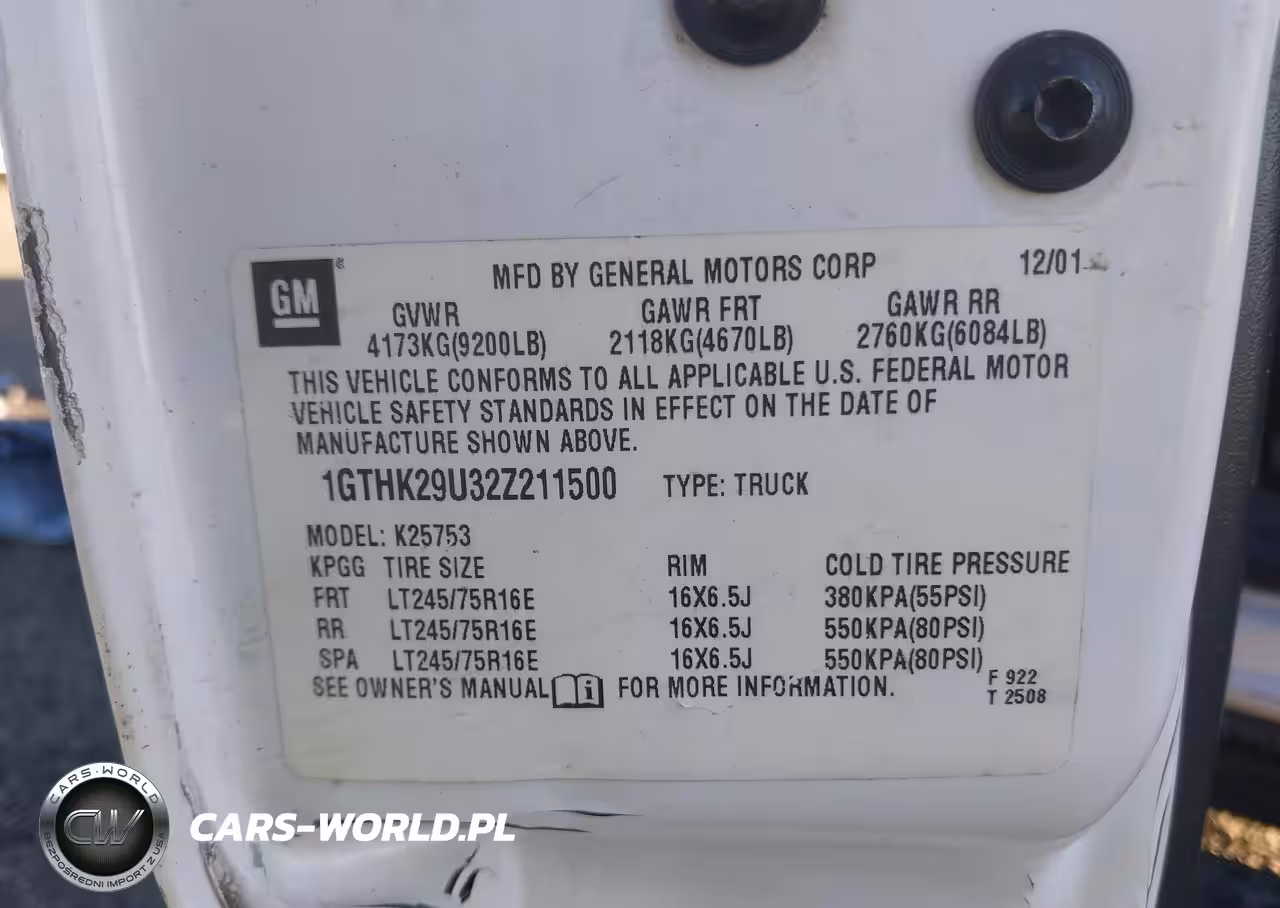 GM
MFD BY GENERAL MOTORS CORP 12/01
GVWR GAWR FRT GAWR RR
4173KG(9200LB) 2118KG(4670LB) 2760KG(6084LB)
THIS VEHICLE CONFORMS TO ALL APPLICABLE U.S. FEDERAL MOTOR
VEHICLE SAFETY STANDARDS IN EFFECT ON THE DATE OF
MANUFACTURE SHOWN ABOVE.
1GTHK29U32Z211500 TYPE: TRUCK
MODEL: K25753
KPGG TIRE SIZE RIM COLD TIRE PRESSURE
FRT LT245/75R16E 16X6.5J 380KPA(55PSI)
RR LT245/75R16E 16X6.5J 550KPA(80PSI)
SPA LT245/75R16E 16X6.5J 550KPA(80PSI)
SEE OWNER'S MANUAL i FOR MORE INFORMATION.
F 922
T 2508
CARS-WORLD
CW
BEZPOŚREDNI IMPORT Z USA
CARS-WORLD.PL